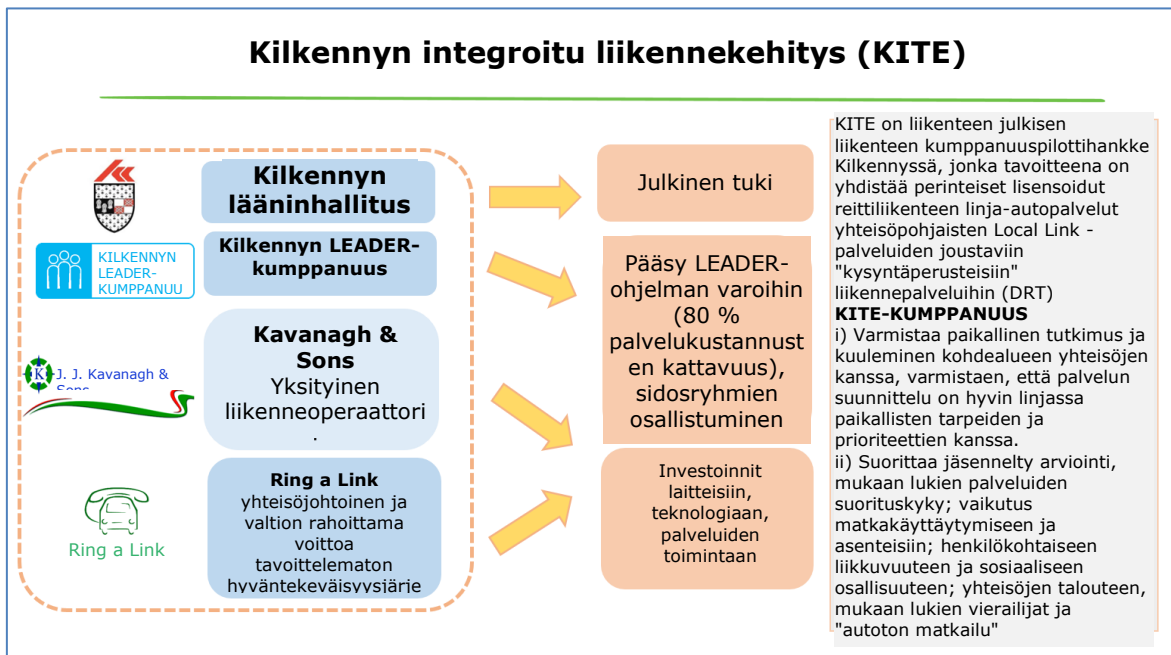 Kilkennyn integroitu liikennekehitys (KITE)
Kilkennyn
lääninhallitus
KILKENNYN
LEADER-
KUMPPANUU
Kilkennyn LEADER-
kumppanuus
J. J. Kavanagh &
Sons
K
Kavanagh &
Sons
Yksityinen
liikenneoperaattori
.
Ring a Link
Ring a Link
yhteisöjohtoinen ja
valtion rahoittama
voittoa
tavoittelematon
hyväntekeväisyysjärje
Julkinen tuki
Pääsy LEADER-
ohjelman varoihin
(80 %
palvelukustannust
en kattavuus),
sidosryhmien
osallistuminen
Investoinnit
laitteisiin,
teknologiaan,
palveluiden
toimintaan
KITE on liikenteen julkisen
liikenteen kumppanuuspilottihankke
Kilkennyssä, jonka tavoitteena on
yhdistää perinteiset lisensoidut
reittiliikenteen linja-autopalvelut
yhteisöpohjaisten Local Link -
palveluiden joustaviin
"kysyntäperusteisiin"
liikennepalveluihin (DRT)
KITE-KUMPPANUUS
i) Varmistaa paikallinen tutkimus ja
kuuleminen kohdealueen yhteisöjen
kanssa, varmistaen, että palvelun
suunnittelu on hyvin linjassa
paikallisten tarpeiden ja
prioriteettien kanssa.
ii) Suorittaa jäsennelty arviointi,
mukaan lukien palveluiden
suorituskyky; vaikutus
matkakäyttäytymiseen ja
asenteisiin; henkilökohtaiseen
liikkuvuuteen ja sosiaaliseen
osallisuuteen; yhteisöjen talouteen,
mukaan lukien vierailijat ja
"autoton matkailu"